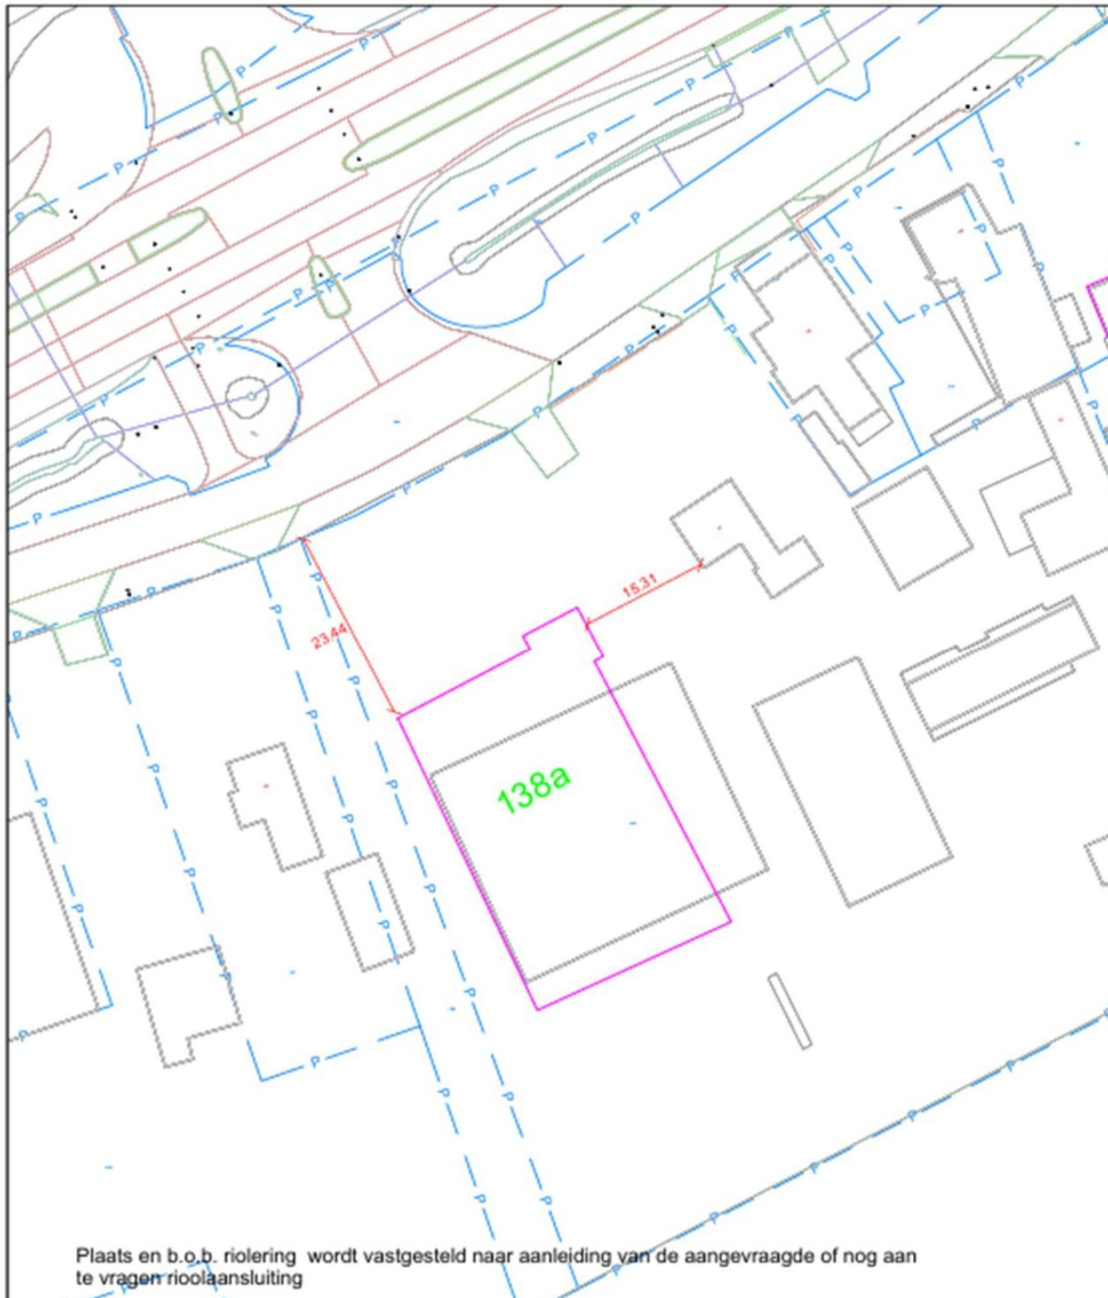 23.44
15.31
138a
Plaats en b.o.b. riolering wordt vastgesteld naar aanleiding van de aangevraagde of nog aan
te vragen rioolaansluiting